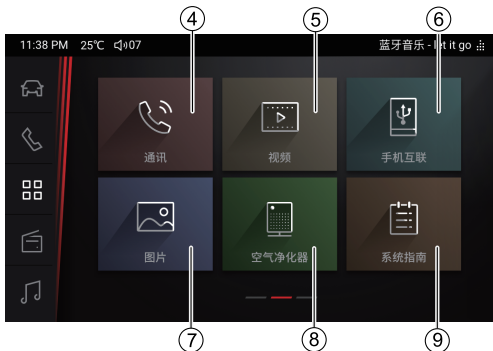 ④ ⑤ ⑥
11:38 PM 25℃ 07 蓝牙音乐 - let it go
通讯 视频 手机互联
图片 空气净化器 系统指南
⑦ ⑧ ⑨